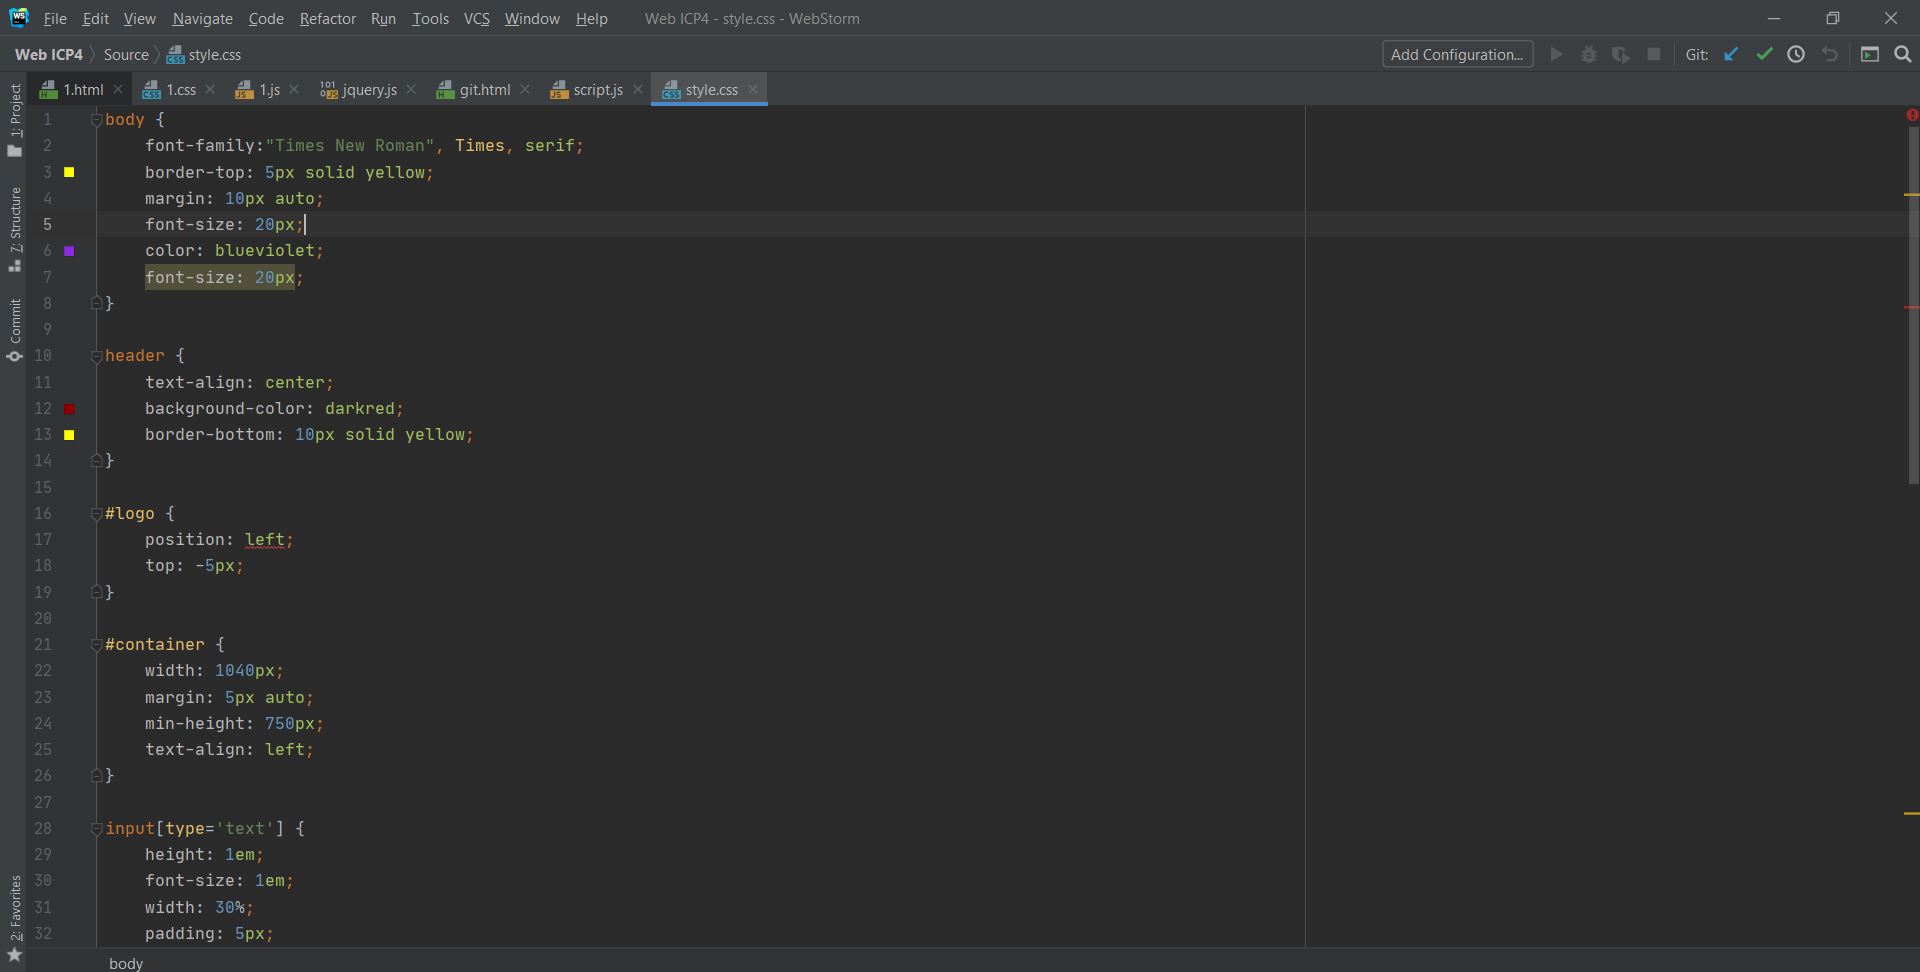 File Edit View Navigate Code Refactor Run Tools VCS Window Help Web ICP4 - style.css - WebStorm
Web ICP4 Source style.css Add Configuration... Git:
1.html 1.css 1.js jquery.js git.html script.js style.css
1: Project
7: Structure
Commit
2: Favorites
1 body {
2 font-family:"Times New Roman", Times, serif;
3 border-top: 5px solid yellow;
4 margin: 10px auto;
5 font-size: 20px;
6 color: blueviolet;
7 font-size: 20px;
8 }
9
10 header {
11 text-align: center;
12 background-color: darkred;
13 border-bottom: 10px solid yellow;
14 }
15
16 #logo {
17 position: left;
18 top: -5px;
19 }
20
21 #container {
22 width: 1040px;
23 margin: 5px auto;
24 min-height: 750px;
25 text-align: left;
26 }
27
28 input[type='text'] {
29 height: 1em;
30 font-size: 1em;
31 width: 30%;
32 padding: 5px;
body